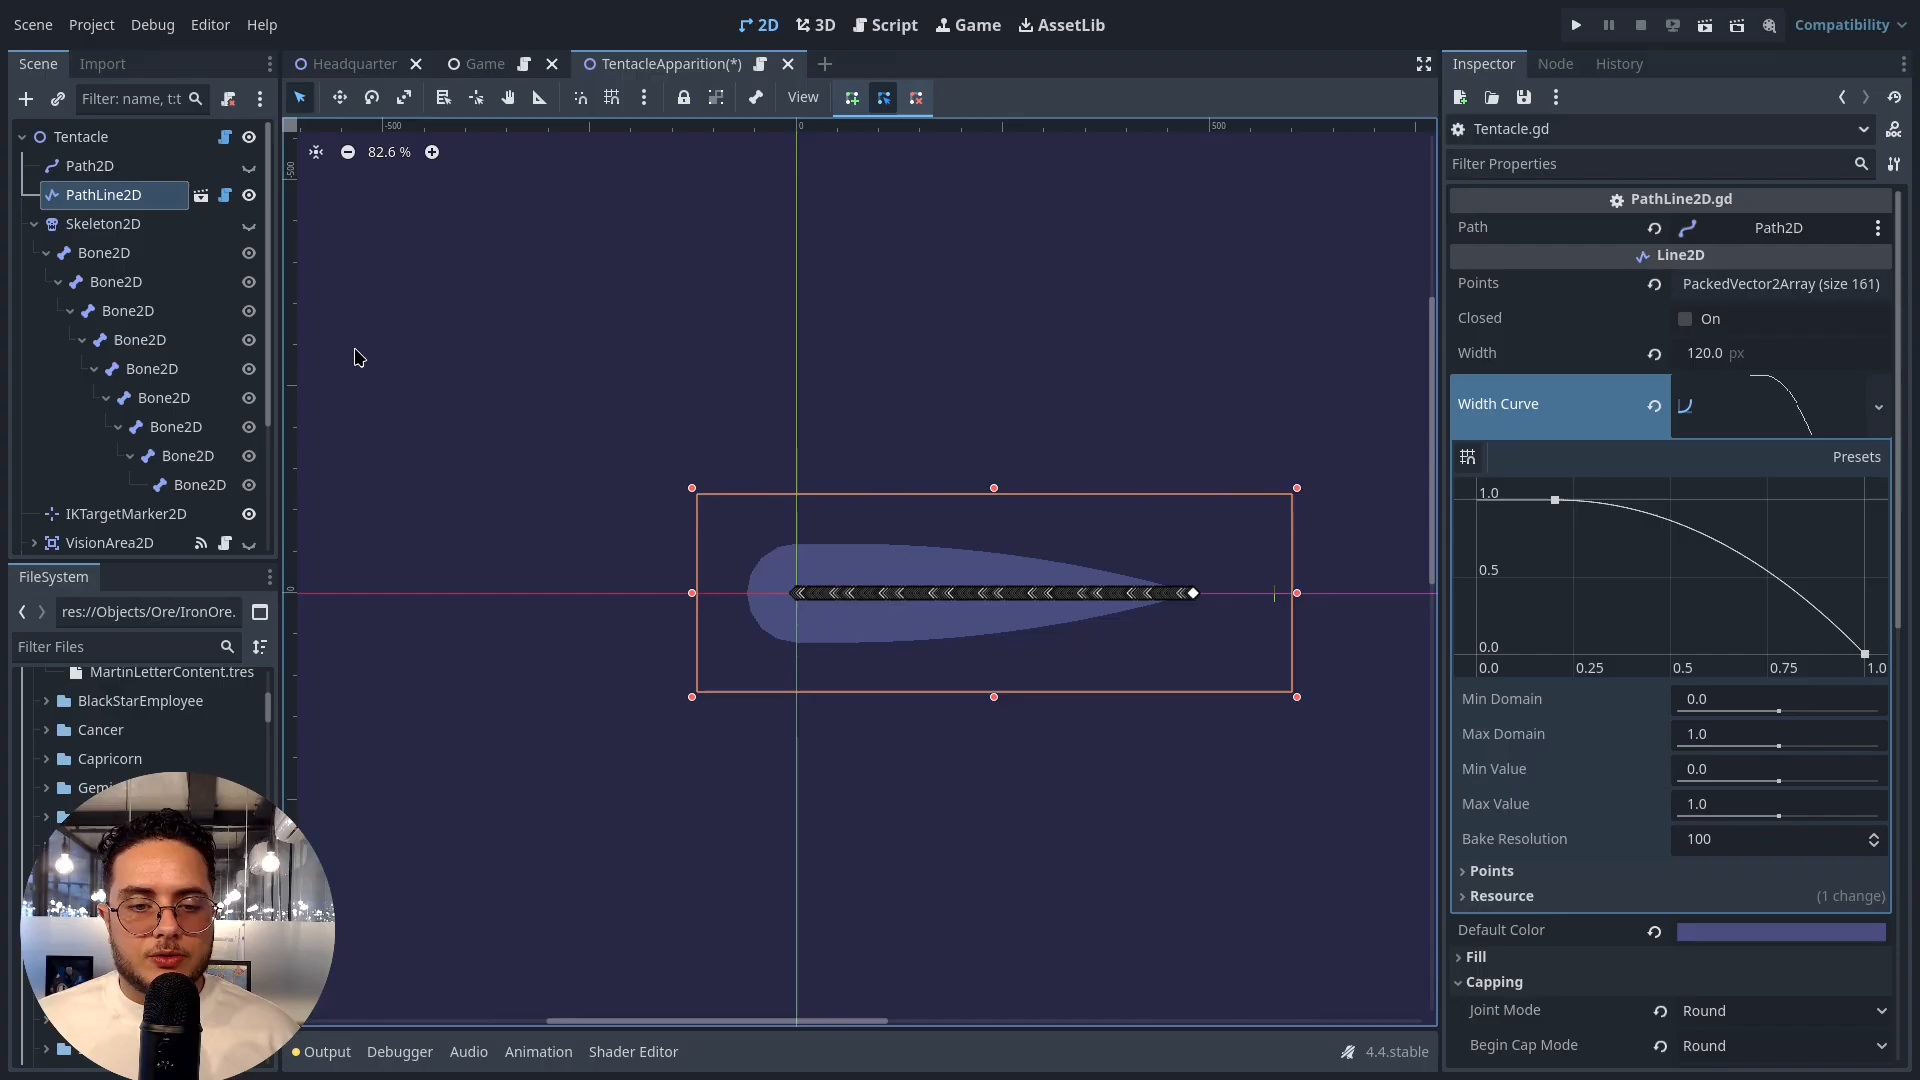 Scene Project Debug Editor Help
2D 3D Script Game AssetLib
Compatibility
Scene Import
Headquarter Game TentacleApparition(*)
Inspector Node History
Filter: name, t:t
View
Tentacle.gd
Filter Properties
Tentacle
Path2D
PathLine2D
Skeleton2D
Bone2D
Bone2D
Bone2D
Bone2D
Bone2D
Bone2D
Bone2D
Bone2D
Bone2D
IKTargetMarker2D
VisionArea2D
FileSystem
res://Objects/Ore/IronOre.
Filter Files
MartinLetterContent.tres
BlackStarEmployee
Cancer
Capricorn
Gemi
-500 0 500
-500
0
82.6 %
PathLine2D.gd
Path Path2D
Line2D
Points PackedVector2Array (size 161)
Closed On
Width 120.0 px
Width Curve
Presets
1.0
0.5
0.0
0.0 0.25 0.5 0.75 1.0
Min Domain 0.0
Max Domain 1.0
Min Value 0.0
Max Value 1.0
Bake Resolution 100
Points
Resource (1 change)
Default Color
Fill
Capping
Joint Mode Round
Begin Cap Mode Round
Output Debugger Audio Animation Shader Editor
4.4.stable